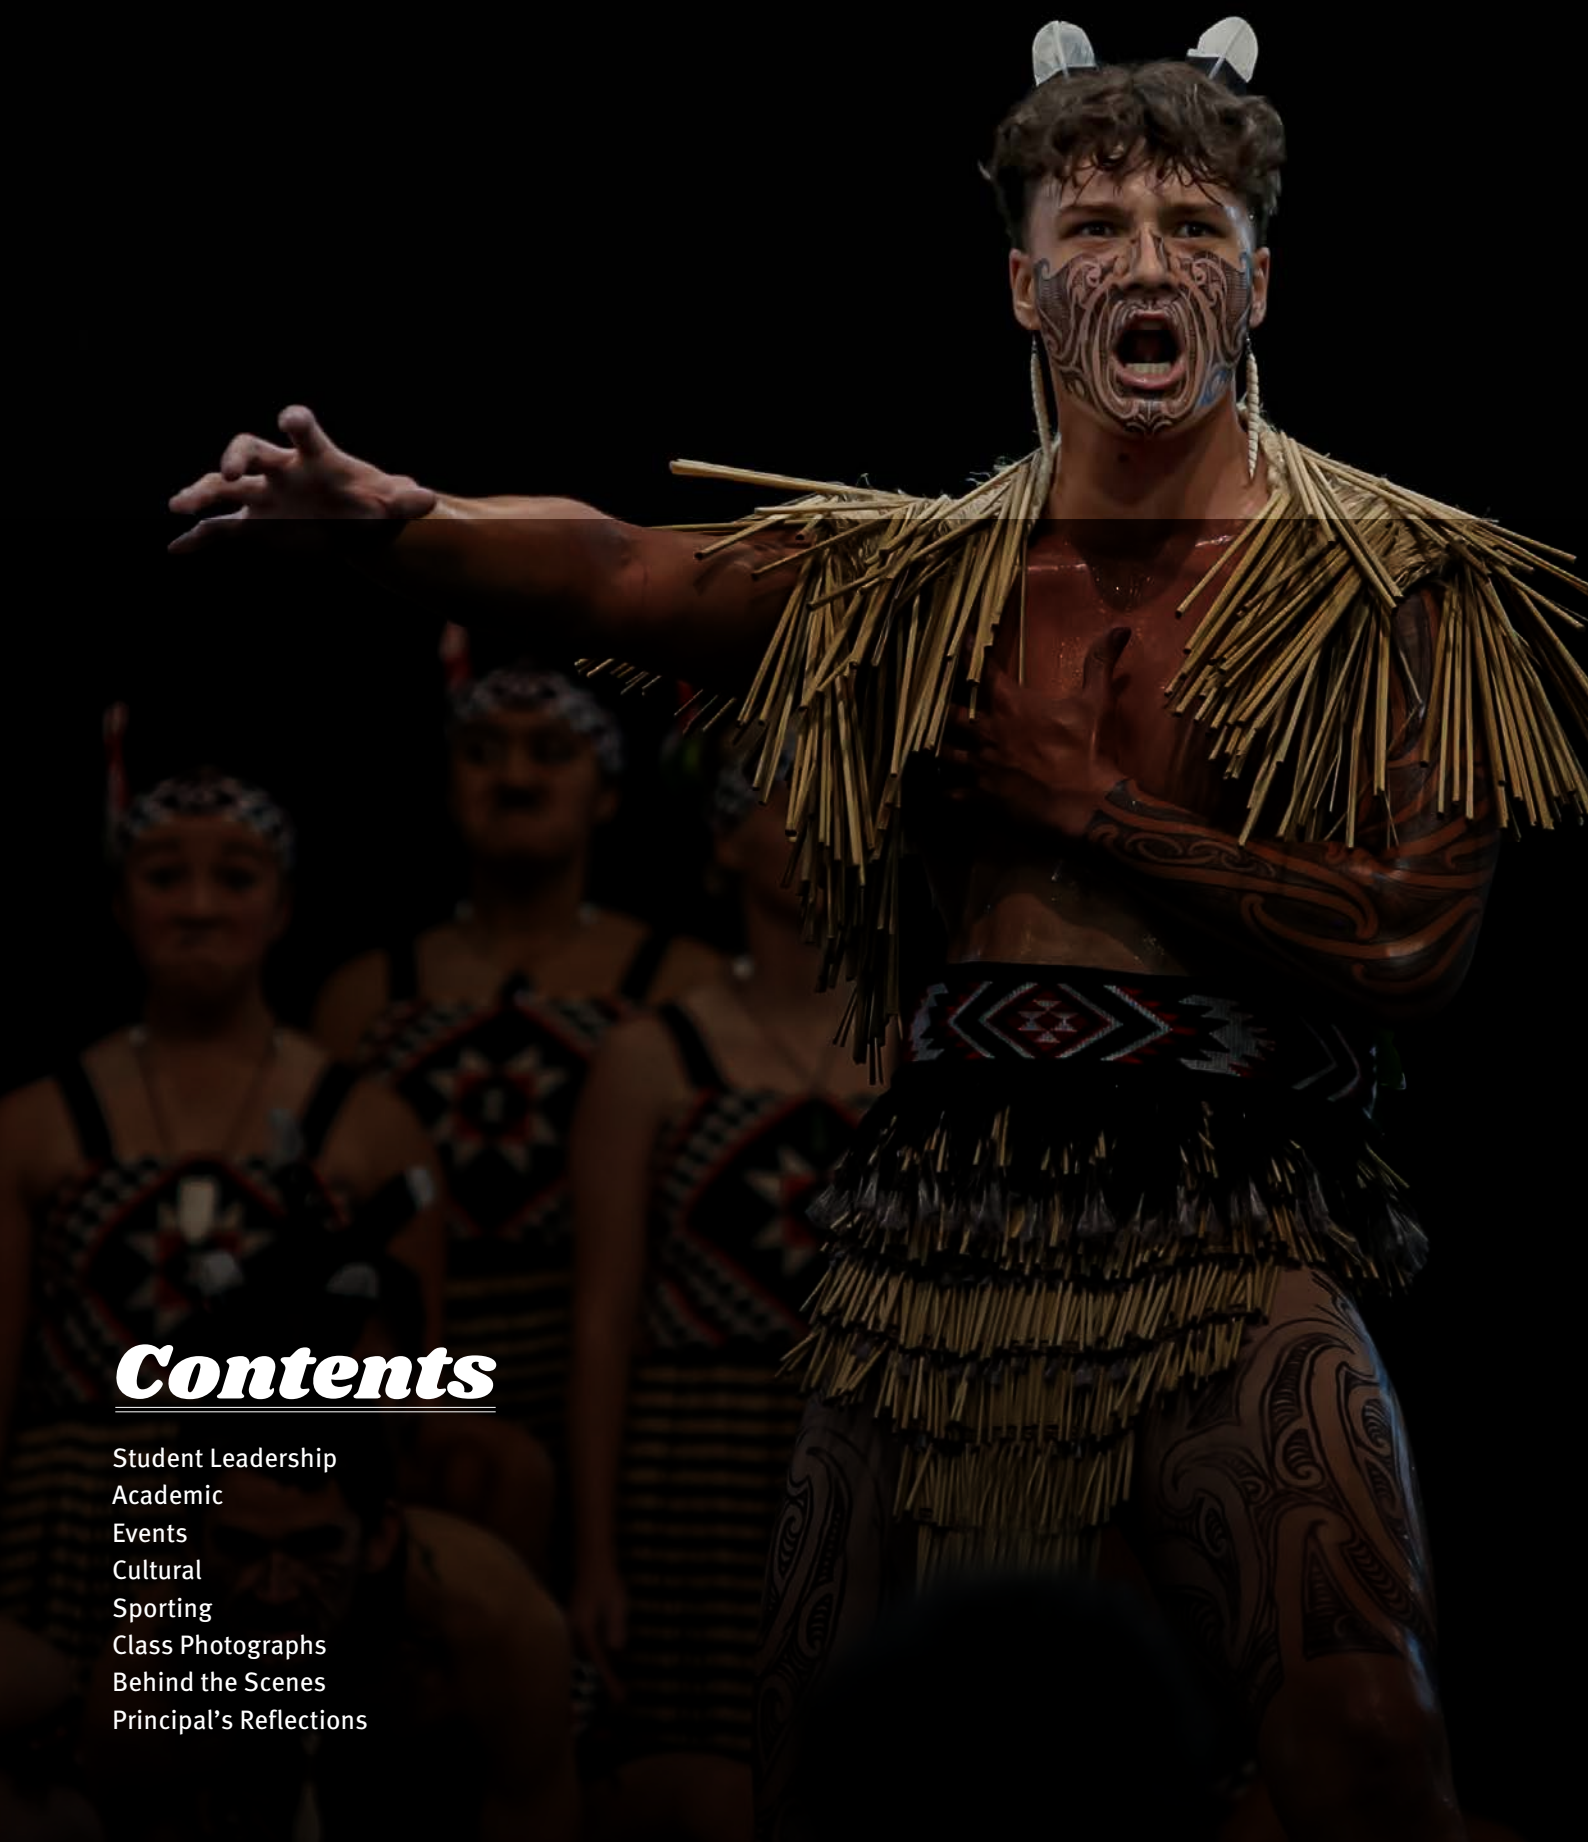 Contents
Student Leadership
Academic
Events
Cultural
Sporting
Class Photographs
Behind the Scenes
Principal’s Reflections